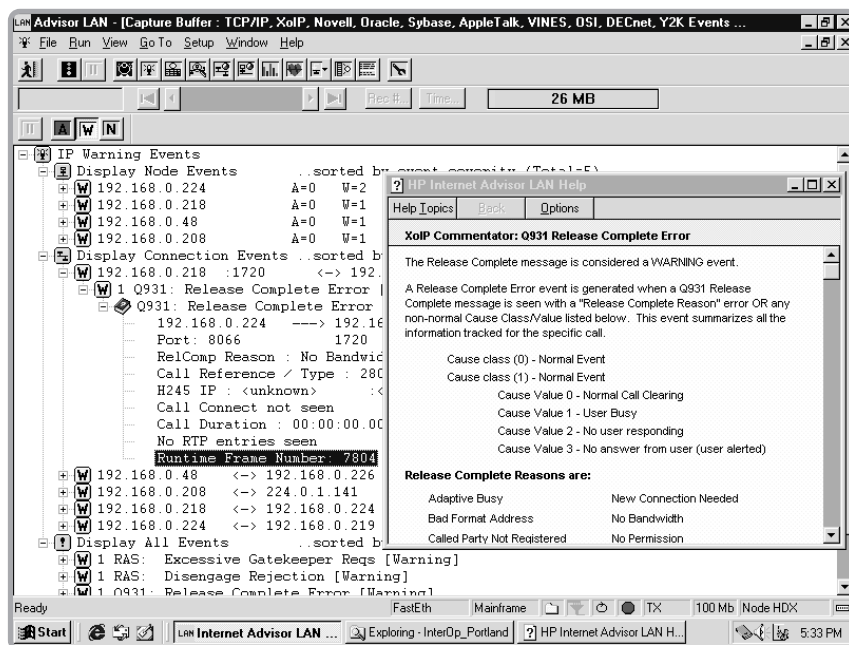 LAN Advisor LAN - [Capture Buffer : TCP/IP, XoIP, Novell, Oracle, Sybase, AppleTalk, VINES, OSI, DECnet, Y2K Events ...
File Run View Go To Setup Window Help
Rec #... Time... 26 MB
A W N
IP Warning Events
Display Node Events ..sorted by event severity (Total=5)
W 192.168.0.224 A=0 W=2
W 192.168.0.218 A=0 W=1
W 192.168.0.48 A=0 W=1
W 192.168.0.208 A=0 W=1
Display Connection Events ..sorted b
W 192.168.0.218 :1720 <-> 192.
W 1 Q931: Release Complete Error [
Q931: Release Complete Error
192.168.0.224 ---> 192.16
Port: 8066 1720
RelComp Reason : No Bandwid
Call Reference / Type : 280
H245 IP : <unknown> :<
Call Connect not seen
Call Duration : 00:00:00.00
No RTP entries seen
Runtime Frame Number: 7804
W 192.168.0.48 <-> 192.168.0.226
W 192.168.0.208 <-> 224.0.1.141
W 192.168.0.218 <-> 192.168.0.224
W 192.168.0.224 <-> 192.168.0.219
Display All Events ..sorted b
W 1 RAS: Excessive Gatekeeper Reqs [Warning]
W 1 RAS: Disengage Rejection [Warning]
W 1 Q931: Release Complete Error [Warning]
? HP Internet Advisor LAN Help
Help Topics Back Options
XoIP Commentator: Q931 Release Complete Error
The Release Complete message is considered a WARNING event.
A Release Complete Error event is generated when a Q931 Release
Complete message is seen with a "Release Complete Reason" error OR any
non-normal Cause Class/Value listed below. This event summarizes all the
information tracked for the specific call.
Cause class (0) - Normal Event
Cause class (1) - Normal Event
Cause Value 0 - Normal Call Clearing
Cause Value 1 - User Busy
Cause Value 2 - No user responding
Cause Value 3 - No answer from user (user alerted)
Release Complete Reasons are:
Adaptive Busy New Connection Needed
Bad Format Address No Bandwidth
Called Party Not Registered No Permission
Ready FastEth Mainframe TX 100 Mb Node HDX
Start LAN Internet Advisor LAN ... Exploring - InterOp_Portland ? HP Internet Advisor LAN H... 5:33 PM